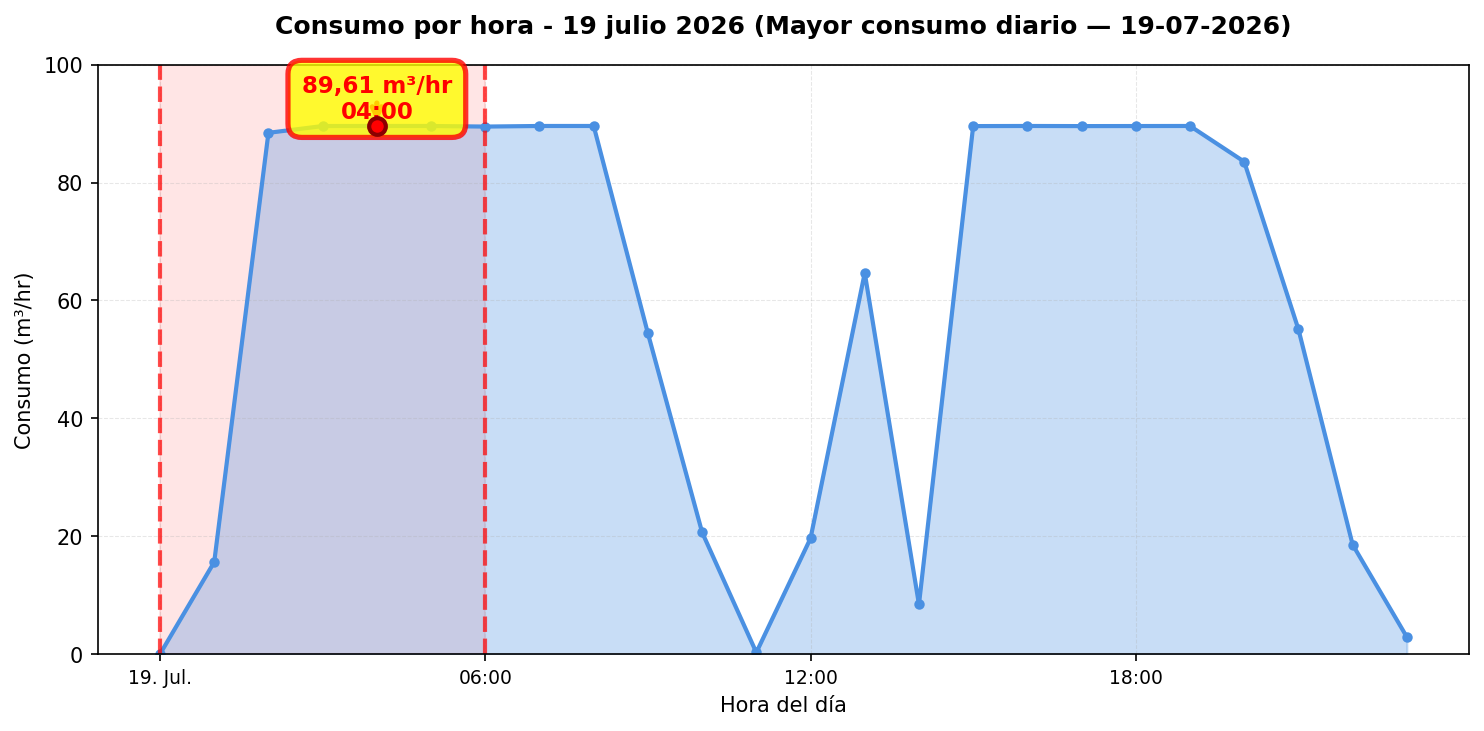 Consumo por hora - 19 julio 2026 (Mayor consumo diario — 19-07-2026)
100
80
60
40
20
0
Consumo (m³/hr)
89,61 m³/hr
04:00
19. Jul.
06:00
12:00
18:00
Hora del día